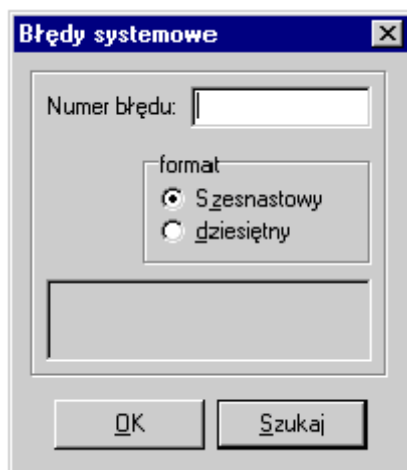 Błędy systemowe
Numer błędu:
format
Szesnastowy
dziesiętny
OK
Szukaj